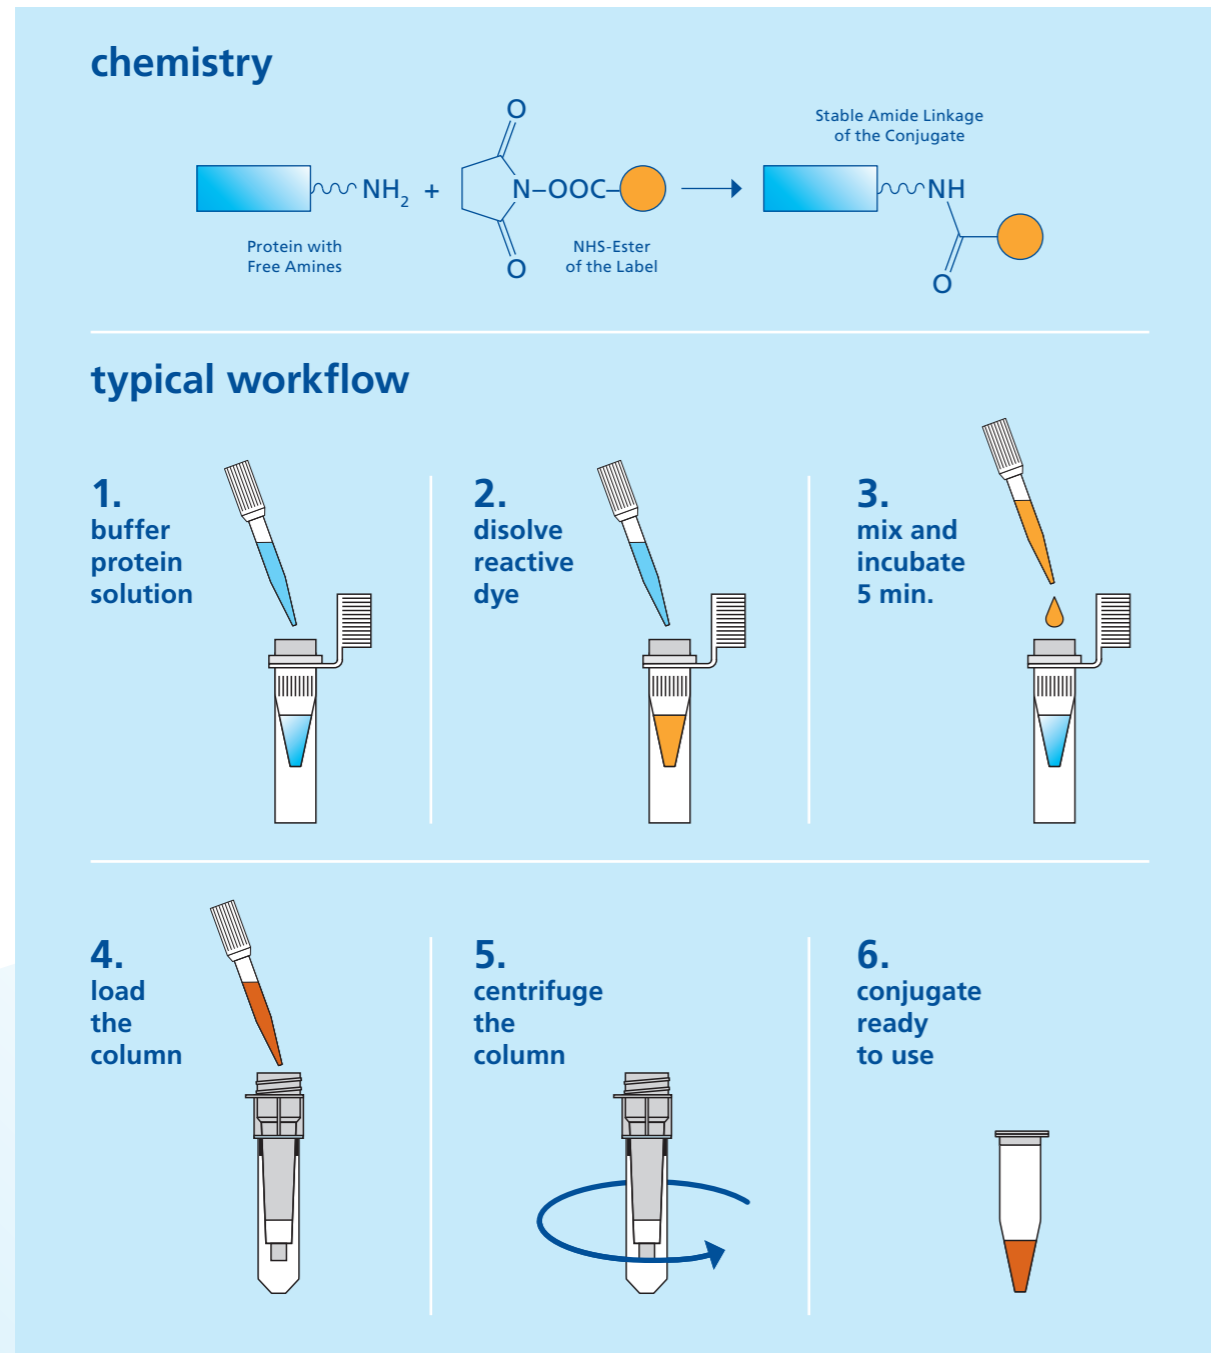 chemistry
O
NH2 + N–OOC–
O
Protein with
Free Amines
NHS-Ester
of the Label
Stable Amide Linkage
of the Conjugate
NH
O
typical workflow
1.
buffer
protein
solution
2.
disolve
reactive
dye
3.
mix and
incubate
5 min.
4.
load
the
column
5.
centrifuge
the
column
6.
conjugate
ready
to use